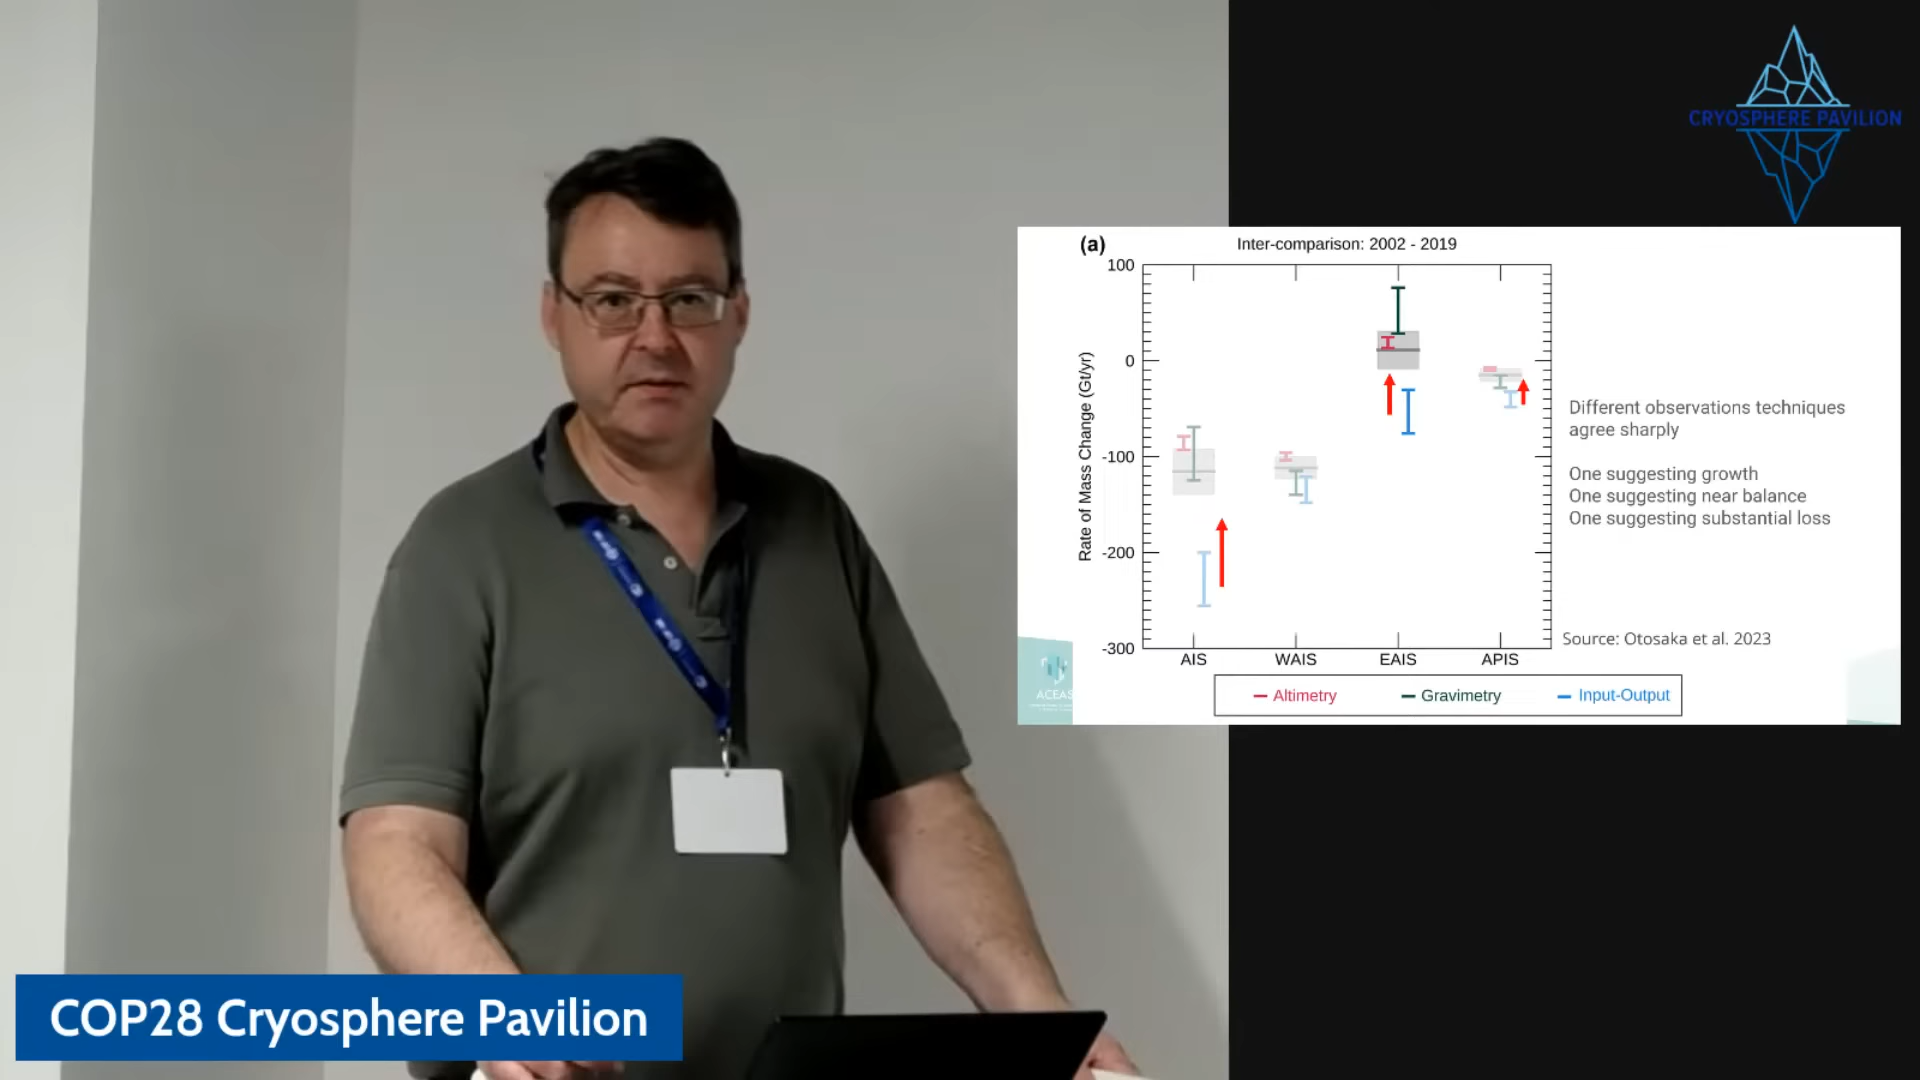 CRYOSPHERE PAVILION
(a)
Inter-comparison: 2002 - 2019
100
0
-100
-200
-300
Rate of Mass Change (Gt/yr)
AIS
WAIS
EAIS
APIS
Altimetry
Gravimetry
Input-Output
Different observations techniques
agree sharply
One suggesting growth
One suggesting near balance
One suggesting substantial loss
Source: Otosaka et al. 2023
ACEAS
COP28 Cryosphere Pavilion